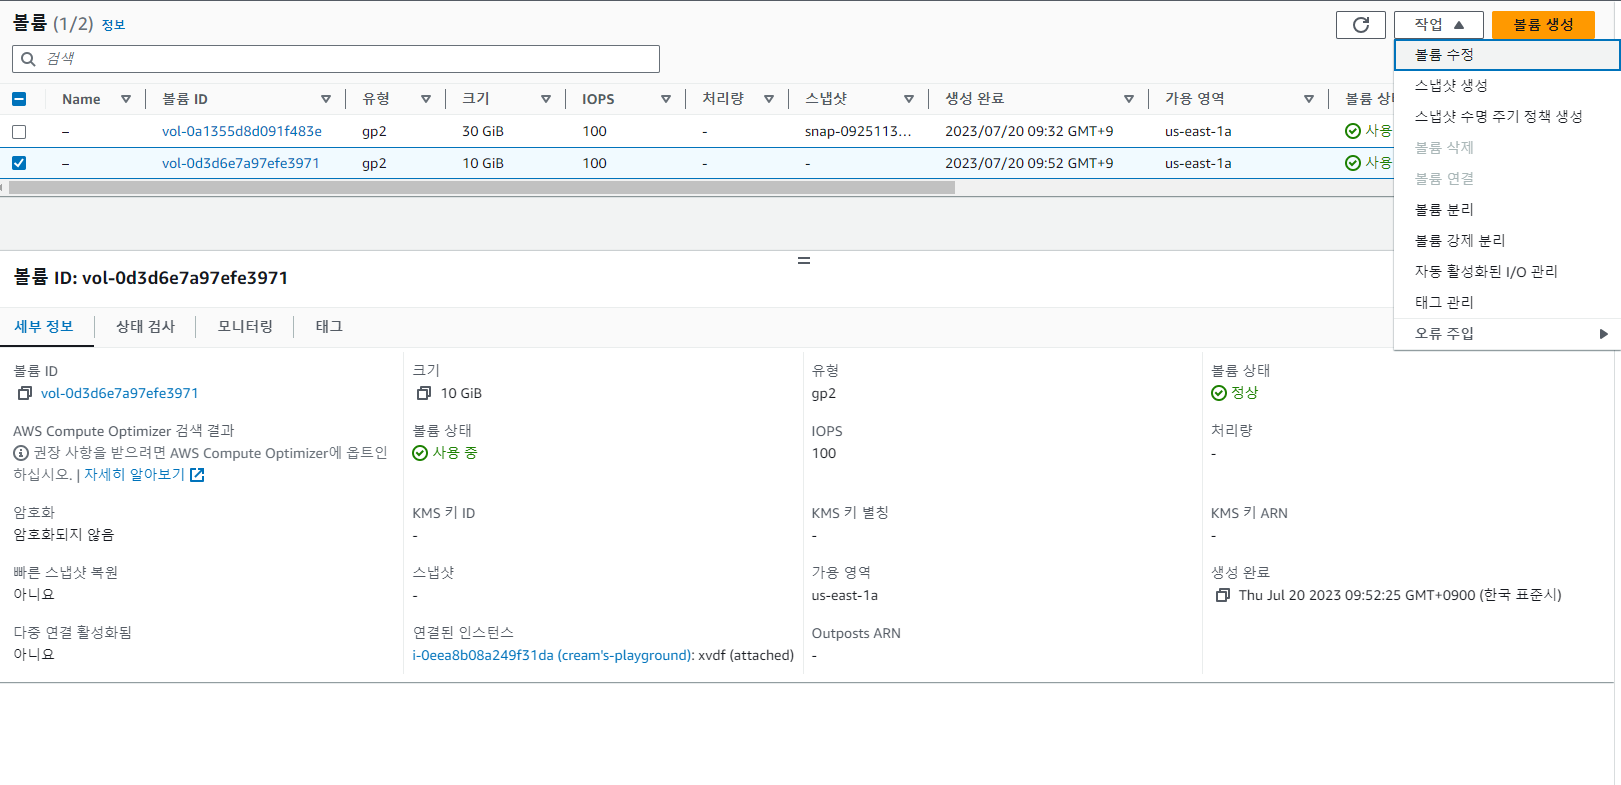 볼륨 (1/2) 정보
작업 ▲
볼륨 생성
검색
Name
볼륨 ID
유형
크기
IOPS
처리량
스냅샷
생성 완료
가용 영역
볼륨 상태
–
vol-0a1355d8d091f483e
gp2
30 GiB
100
-
snap-0925113...
2023/07/20 09:32 GMT+9
us-east-1a
사용
–
vol-0d3d6e7a97efe3971
gp2
10 GiB
100
-
-
2023/07/20 09:52 GMT+9
us-east-1a
사용
볼륨 수정
스냅샷 생성
스냅샷 수명 주기 정책 생성
볼륨 삭제
볼륨 연결
볼륨 분리
볼륨 강제 분리
자동 활성화된 I/O 관리
태그 관리
오류 주입
볼륨 ID: vol-0d3d6e7a97efe3971
세부 정보
상태 검사
모니터링
태그
볼륨 ID
vol-0d3d6e7a97efe3971
크기
10 GiB
유형
gp2
볼륨 상태
정상
AWS Compute Optimizer 검색 결과
권장 사항을 받으려면 AWS Compute Optimizer에 옵트인
하십시오. | 자세히 알아보기
볼륨 상태
사용 중
IOPS
100
처리량
-
암호화
암호화되지 않음
KMS 키 ID
-
KMS 키 별칭
-
KMS 키 ARN
-
빠른 스냅샷 복원
아니요
스냅샷
-
가용 영역
us-east-1a
생성 완료
Thu Jul 20 2023 09:52:25 GMT+0900 (한국 표준시)
다중 연결 활성화됨
아니요
연결된 인스턴스
i-0eea8b08a249f31da (cream's-playground): xvdf (attached)
Outposts ARN
-